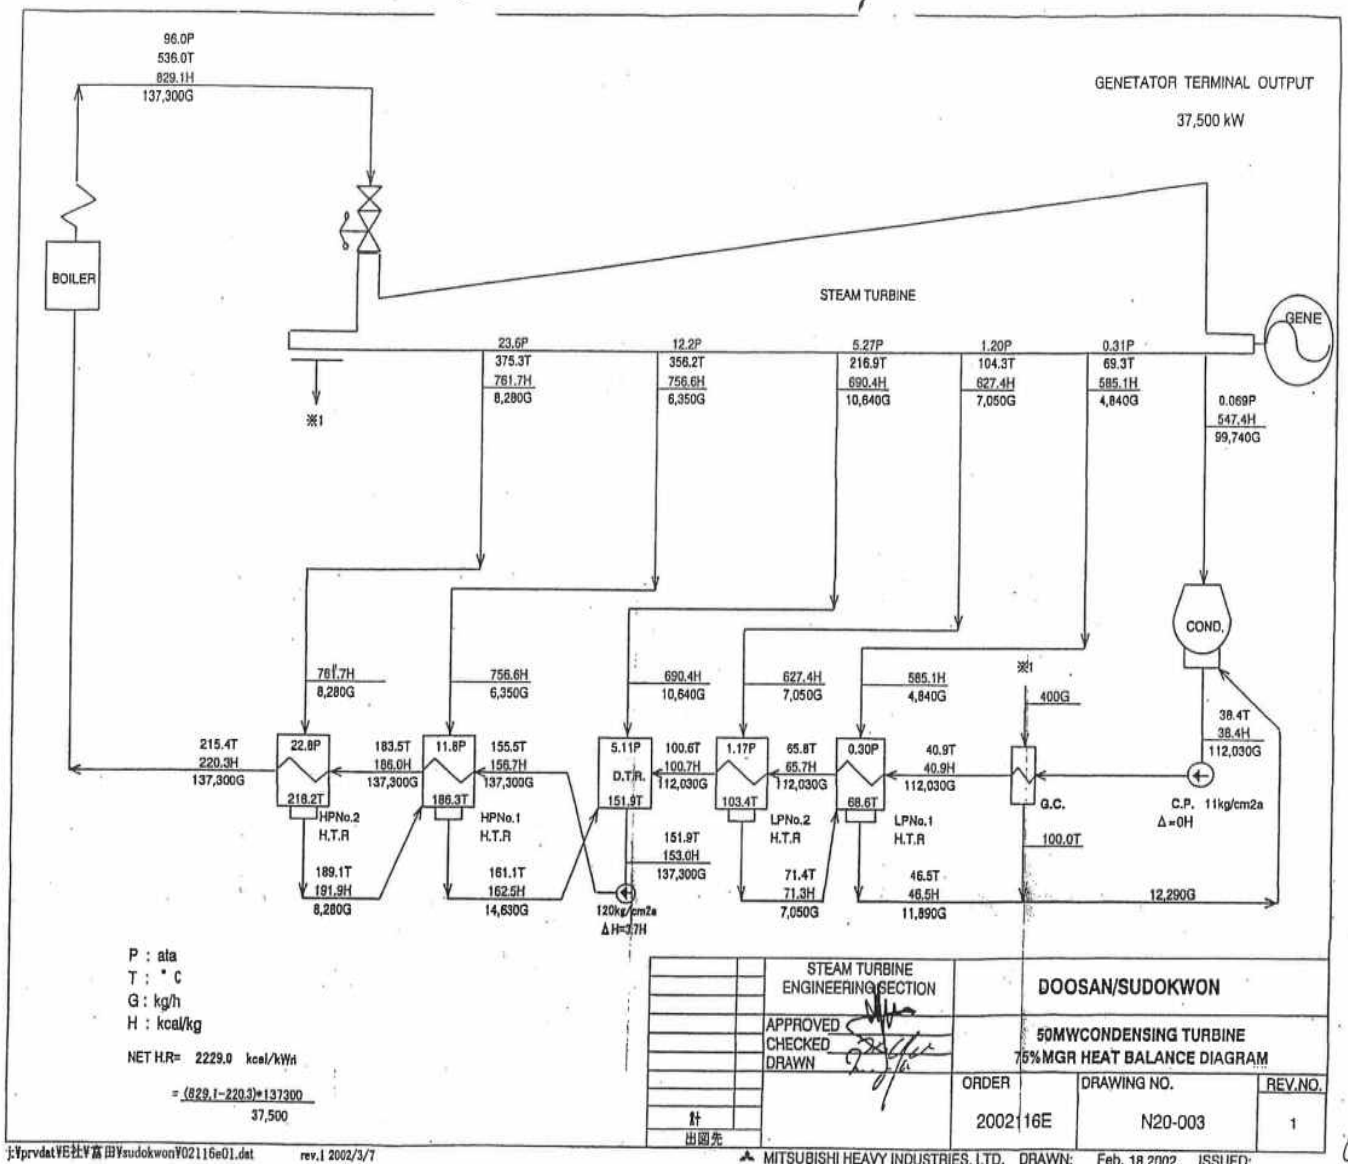 96.0P
536.0T
829.1H
137,300G
GENETATOR TERMINAL OUTPUT
37,500 kW
BOILER
STEAM TURBINE
GENE
23.6P
375.3T
761.7H
8,280G
12.2P
356.2T
756.6H
6,350G
5.27P
216.9T
690.4H
10,640G
1.20P
104.3T
627.4H
7,050G
0.31P
69.3T
585.1H
4,840G
※1
0.069P
547.4H
99,740G
COND.
761.7H
8,280G
756.6H
6,350G
690.4H
10,640G
627.4H
7,050G
585.1H
4,840G
※1
400G
38.4T
38.4H
112,030G
215.4T
220.3H
137,300G
22.8P
218.2T
HPNo.2
H.T.R
183.5T
186.0H
137,300G
11.8P
186.3T
HPNo.1
H.T.R
155.5T
156.7H
137,300G
5.11P
D.T.R.
151.9T
100.6T
100.7H
112,030G
1.17P
103.4T
LPNo.2
H.T.R
65.8T
65.7H
112,030G
0.30P
68.6T
LPNo.1
H.T.R
40.9T
40.9H
112,030G
G.C.
C.P. 11kg/cm2a
Δ=0H
100.0T
189.1T
191.9H
8,280G
161.1T
162.5H
14,630G
151.9T
153.0H
137,300G
120kg/cm2a
ΔH=3.7H
71.4T
71.3H
7,050G
46.5T
46.5H
11,890G
12,290G
P : ata
T : °C
G : kg/h
H : kcal/kg
NET H.R= 2229.0 kcal/kWh
= (829.1-220.3)*137300
37,500
STEAM TURBINE
ENGINEERING SECTION
APPROVED
CHECKED
DRAWN
DOOSAN/SUDOKWON
50MWCONDENSING TURBINE
75%MGR HEAT BALANCE DIAGRAM
ORDER
2002116E
DRAWING NO.
N20-003
REV.NO.
1
計
出図先
j:¥prvdat¥E社¥富田¥sudokwon¥02116e01.dat rev.1 2002/3/7
MITSUBISHI HEAVY INDUSTRIES, LTD. DRAWN: Feb. 18.2002 ISSUED: